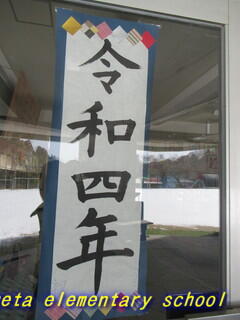 令和四年
eta elementary school